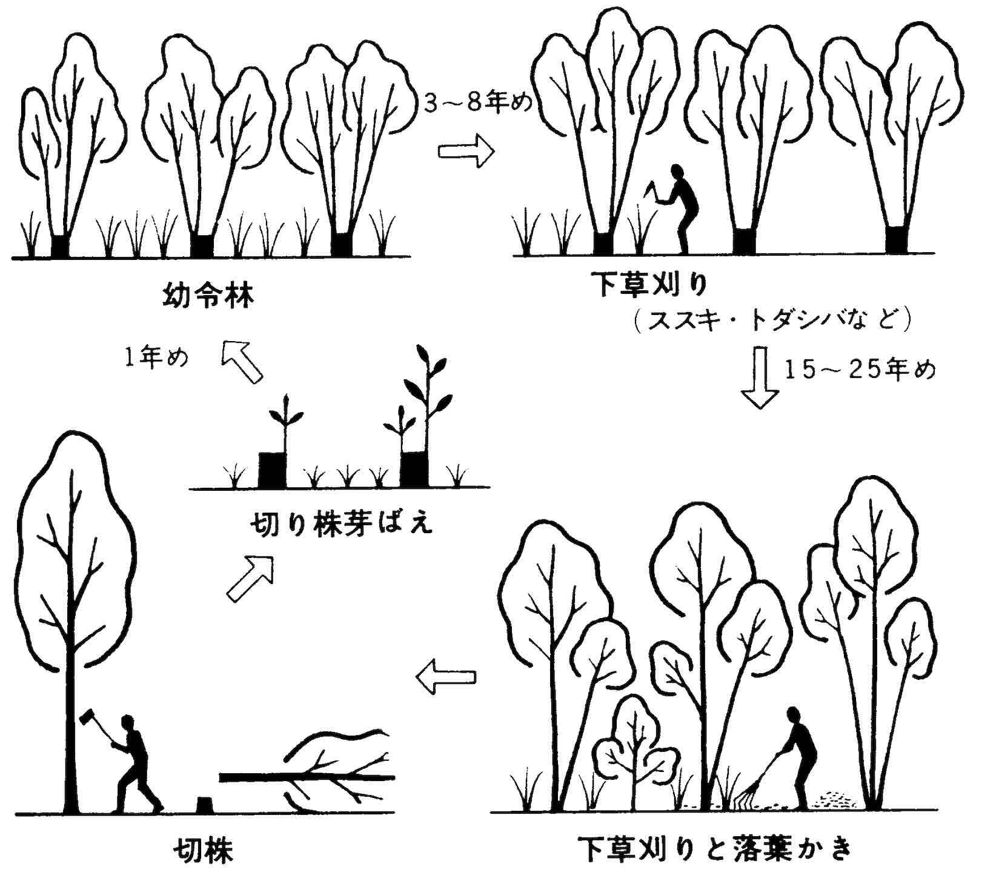 3～8年め
幼令林
下草刈り
(ススキ・トダシバなど)
1年め
15～25年め
切り株芽ばえ
切株
下草刈りと落葉かき